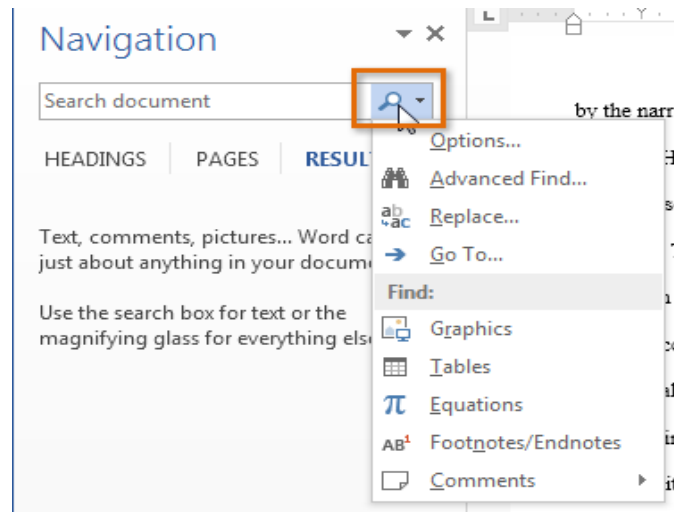 Navigation
Search document
by the narr
HEADINGS PAGES RESUL
Text, comments, pictures... Word ca
just about anything in your docume
Use the search box for text or the
magnifying glass for everything els
Options...
Advanced Find...
Replace...
Go To...
Find:
Graphics
Tables
Equations
AB¹ Footnotes/Endnotes
Comments